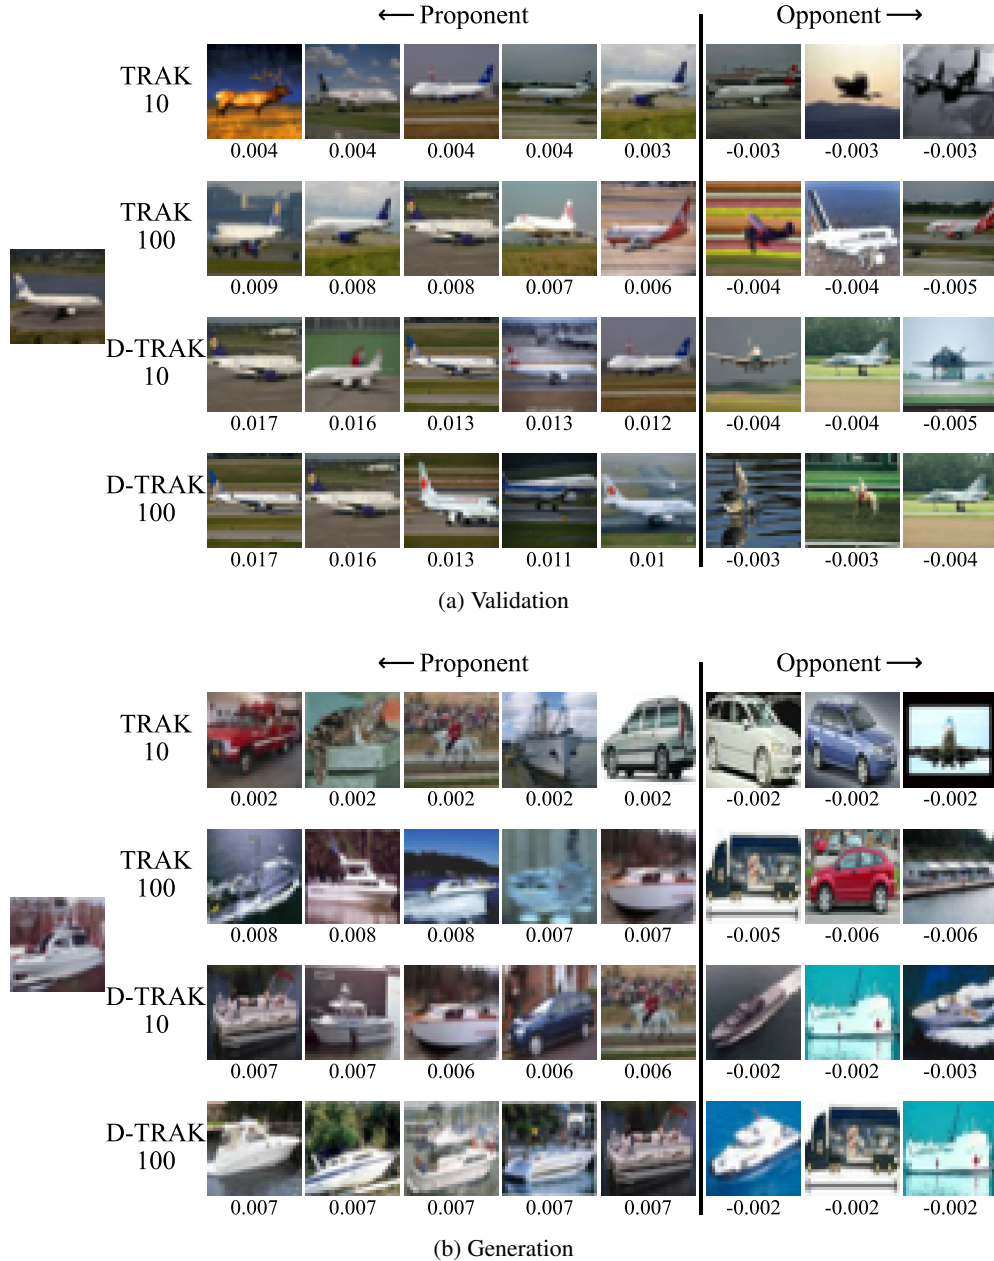 ← Proponent Opponent →
TRAK
10
0.004 0.004 0.004 0.004 0.003 -0.003 -0.003 -0.003
TRAK
100
0.009 0.008 0.008 0.007 0.006 -0.004 -0.004 -0.005
D-TRAK
10
0.017 0.016 0.013 0.013 0.012 -0.004 -0.004 -0.005
D-TRAK
100
0.017 0.016 0.013 0.011 0.01 -0.003 -0.003 -0.004
(a) Validation
← Proponent Opponent →
TRAK
10
0.002 0.002 0.002 0.002 0.002 -0.002 -0.002 -0.002
TRAK
100
0.008 0.008 0.008 0.007 0.007 -0.005 -0.006 -0.006
D-TRAK
10
0.007 0.007 0.006 0.006 0.006 -0.002 -0.002 -0.003
D-TRAK
100
0.007 0.007 0.007 0.007 0.007 -0.002 -0.002 -0.002
(b) Generation